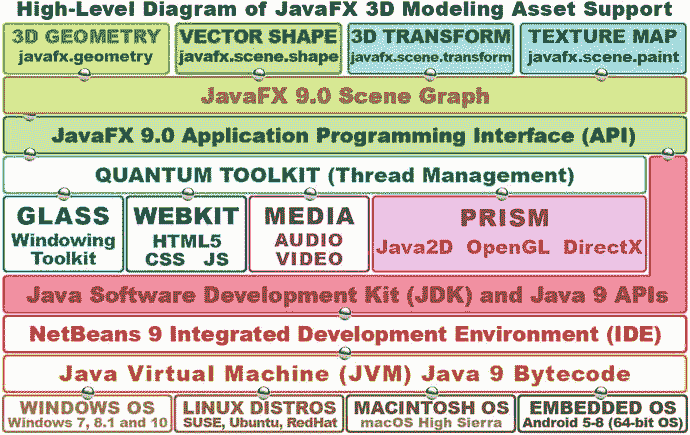 High-Level Diagram of JavaFX 3D Modeling Asset Support
3D GEOMETRY
javafx.geometry
VECTOR SHAPE
javafx.scene.shape
3D TRANSFORM
javafx.scene.transform
TEXTURE MAP
javafx.scene.paint
JavaFX 9.0 Scene Graph
JavaFX 9.0 Application Programming Interface (API)
QUANTUM TOOLKIT (Thread Management)
GLASS
Windowing
Toolkit
WEBKIT
HTML5
CSS JS
MEDIA
AUDIO
VIDEO
PRISM
Java2D OpenGL DirectX
Java Software Development Kit (JDK) and Java 9 APIs
NetBeans 9 Integrated Development Environment (IDE)
Java Virtual Machine (JVM) Java 9 Bytecode
WINDOWS OS
Windows 7, 8.1 and 10
LINUX DISTROS
SUSE, Ubuntu, RedHat
MACINTOSH OS
macOS High Sierra
EMBEDDED OS
Android 5-8 (64-bit OS)